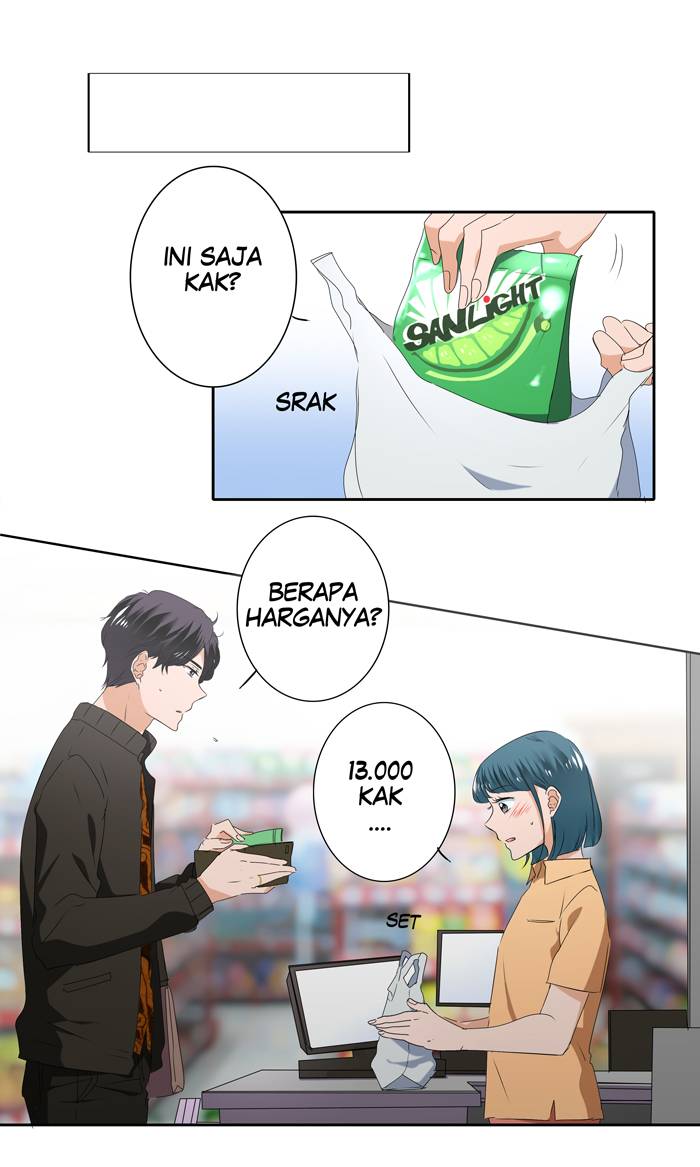 INI SAJA
KAK?
SANLIGHT
SRAK
BERAPA
HARGANYA?
13.000
KAK
....
SET